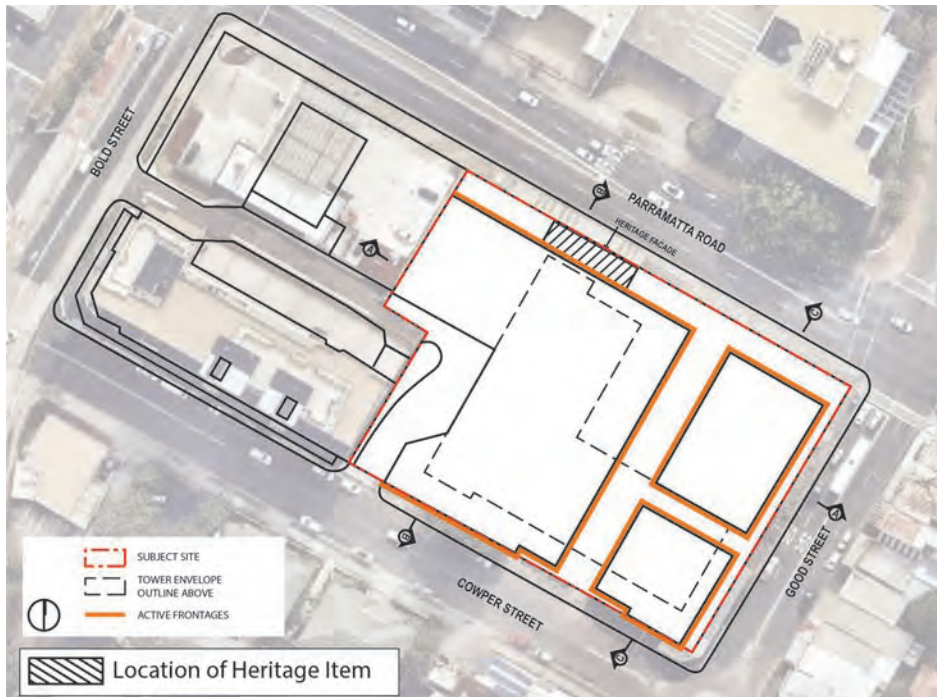 BOLD STREET
PARRAMATTA ROAD
HERITAGE FACADE
B
A
C
GOOD STREET
A
B
COWPER STREET
C
SUBJECT SITE
TOWER ENVELOPE
OUTLINE ABOVE
ACTIVE FRONTAGES
Location of Heritage Item